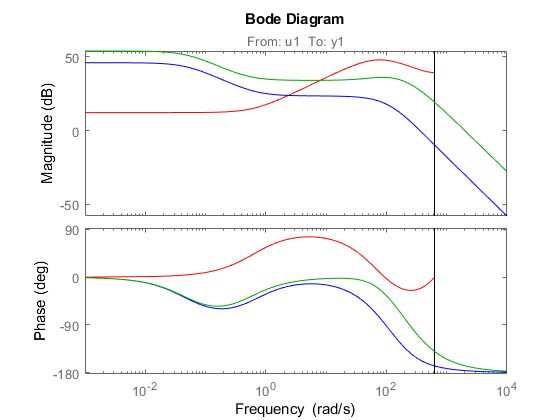 Bode Diagram
From: u1  To: y1
Magnitude (dB)
50
0
-50
Phase (deg)
90
0
-90
-180
10^-2
10^0
10^2
10^4
Frequency  (rad/s)